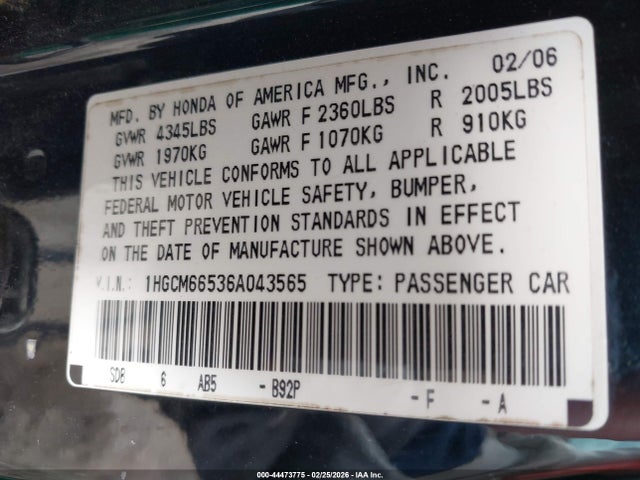 02/06
MFD. BY HONDA OF AMERICA MFG., INC.
GVWR 4345LBS GAWR F 2360LBS R 2005LBS
GVWR 1970KG GAWR F 1070KG R 910KG
THIS VEHICLE CONFORMS TO ALL APPLICABLE
FEDERAL MOTOR VEHICLE SAFETY, BUMPER,
AND THEFT PREVENTION STANDARDS IN EFFECT
ON THE DATE OF MANUFACTURE SHOWN ABOVE.
V.I.N.: 1HGCM66536A043565 TYPE: PASSENGER CAR
SD8 6 AB5 -B92P -F -A
000-44473775 - 02/25/2026 - IAA Inc.